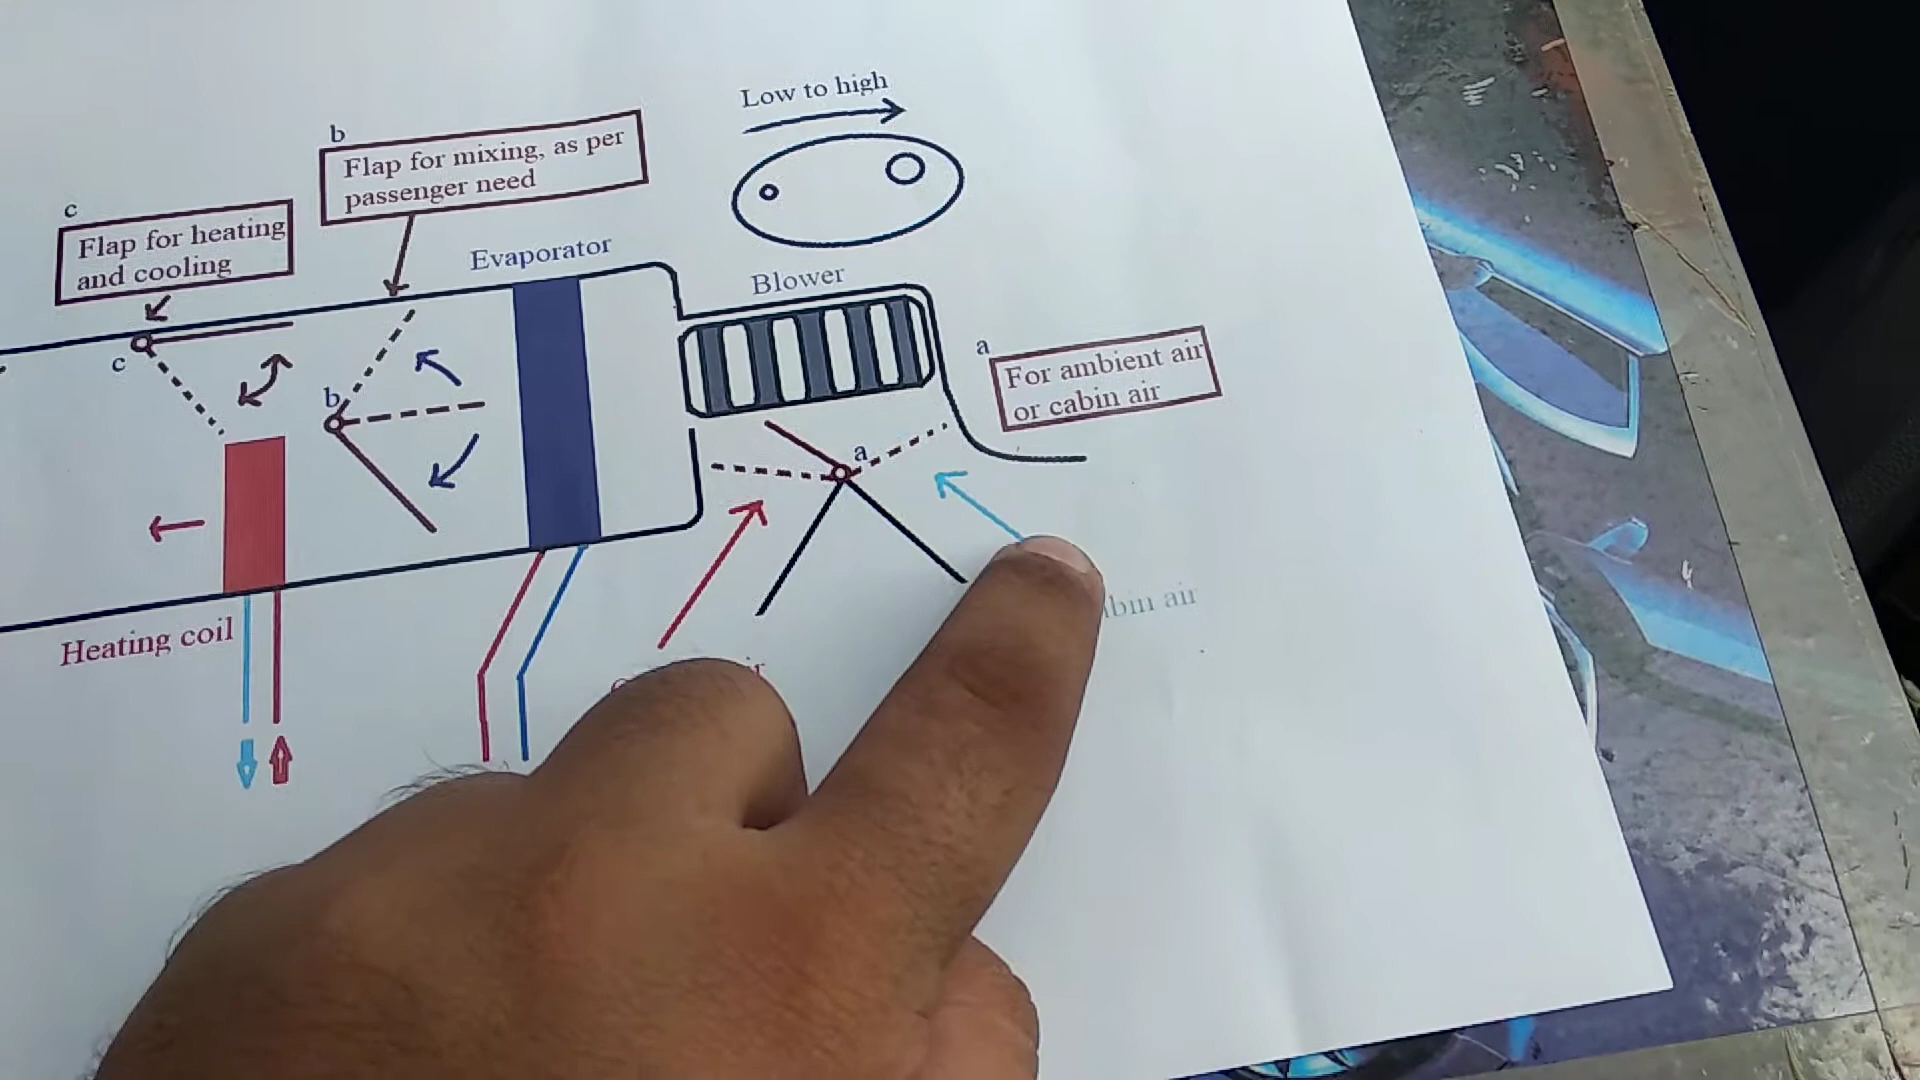 Low to high
b
Flap for mixing, as per
passenger need
c
Flap for heating
and cooling
Evaporator
Blower
a
For ambient air
or cabin air
c
b
a
air
Heating coil